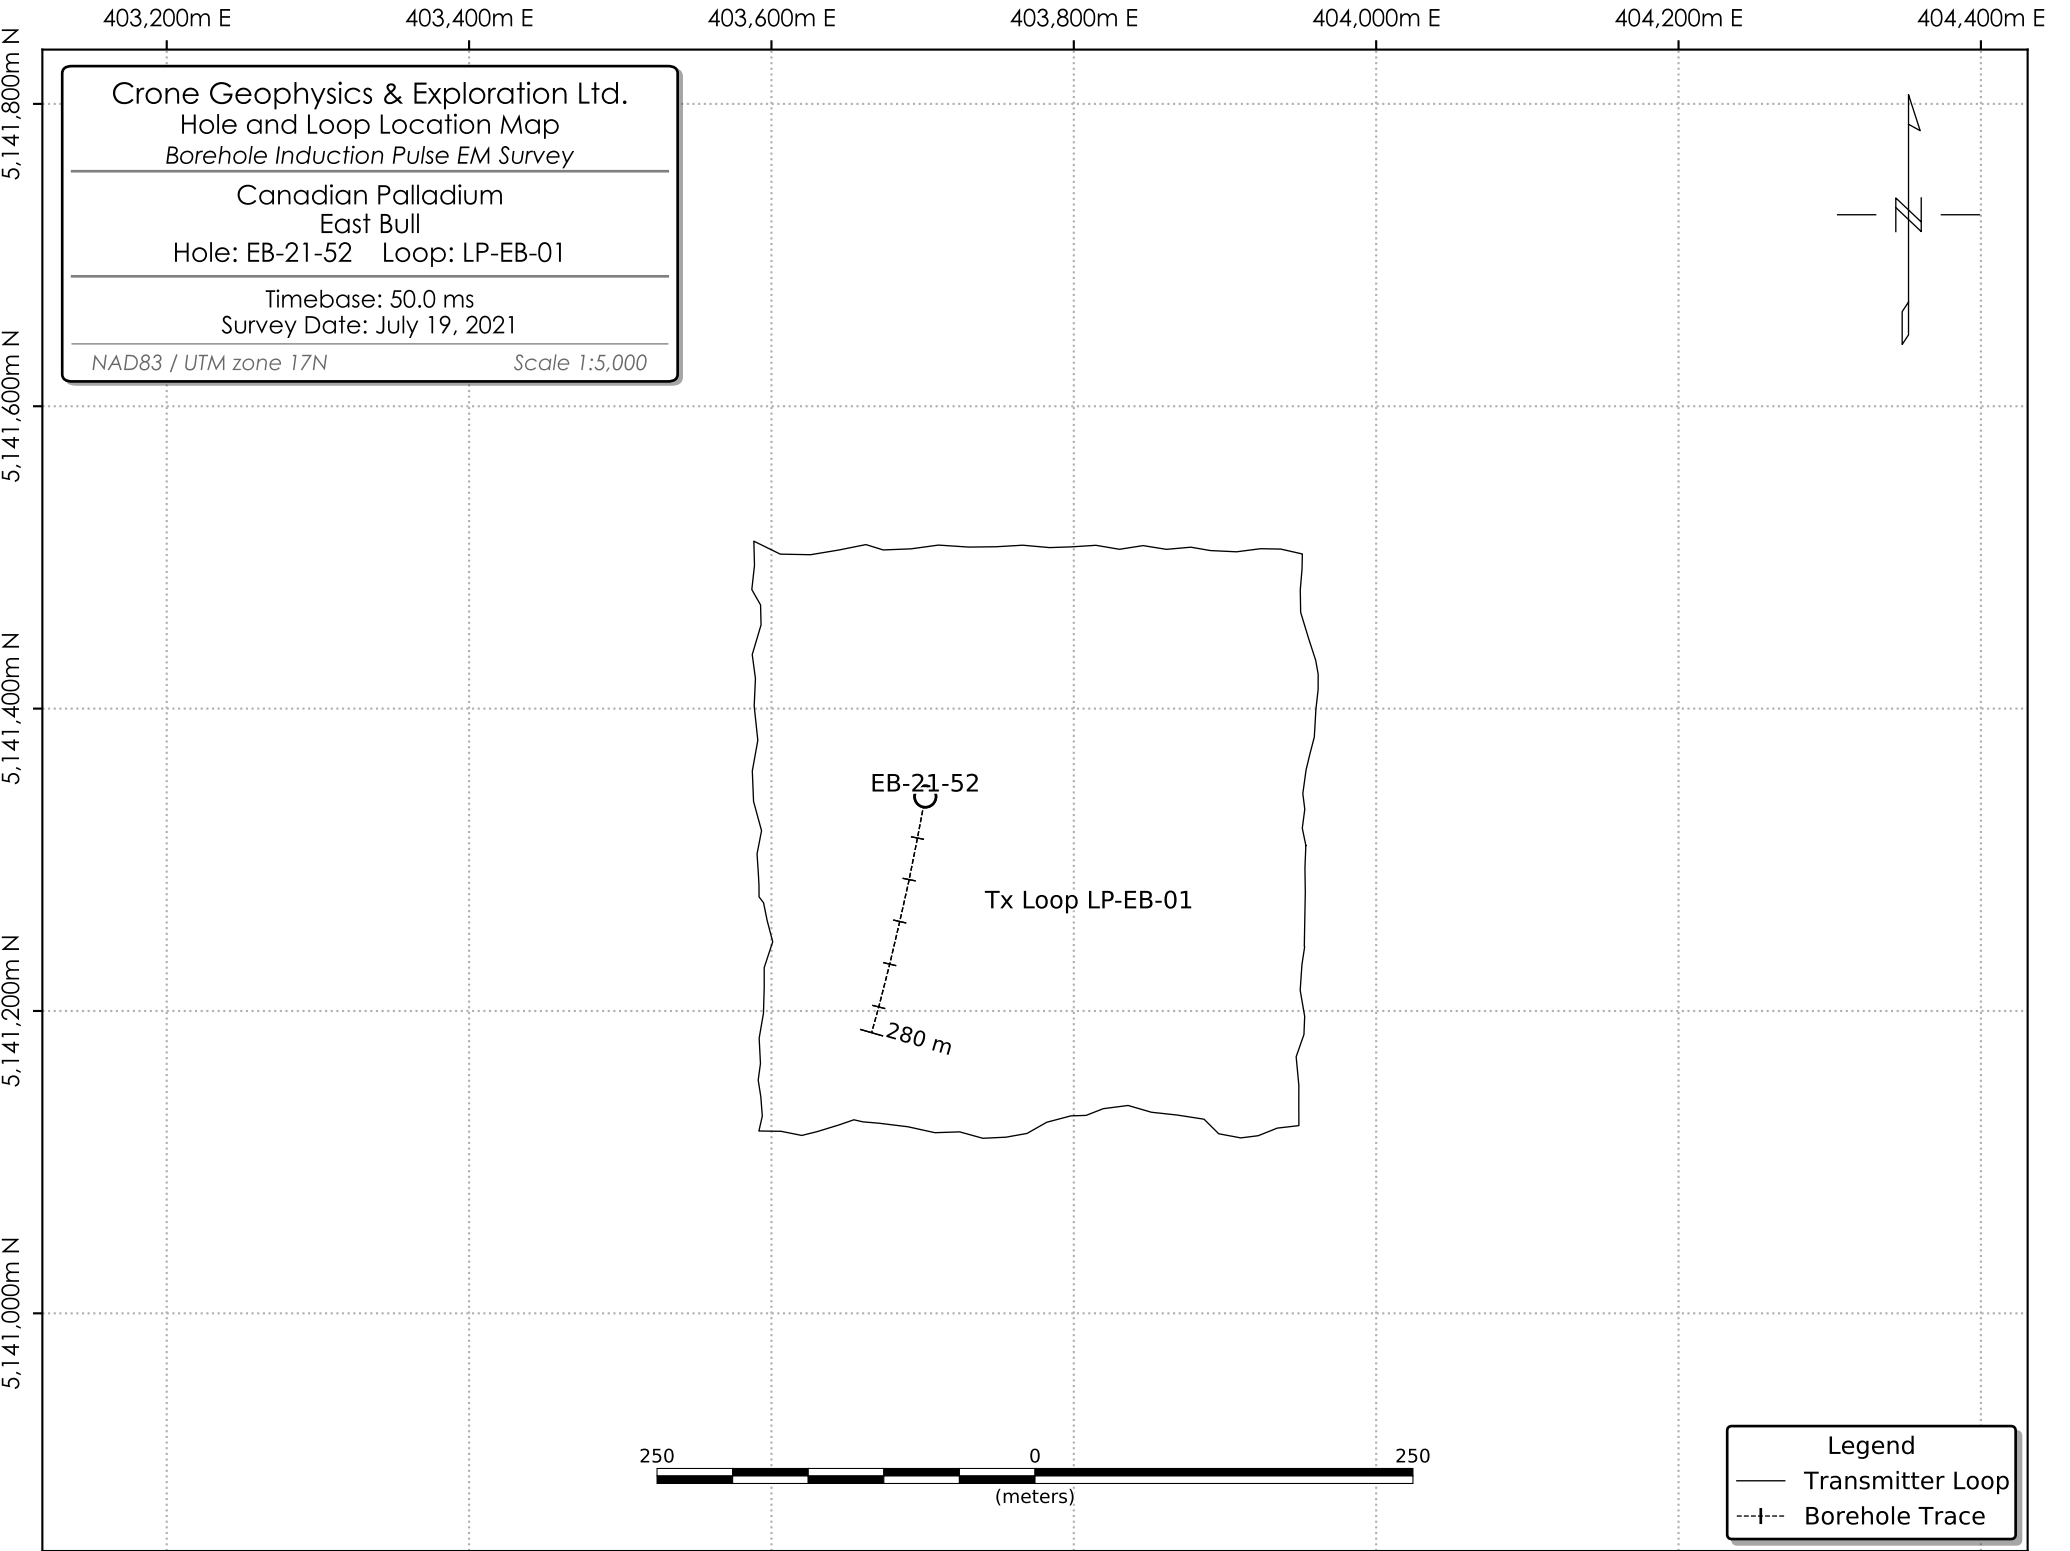 403,200m E 403,400m E 403,600m E 403,800m E 404,000m E 404,200m E 404,400m E
5,141,800m N
5,141,600m N
5,141,400m N
5,141,200m N
5,141,000m N
Crone Geophysics & Exploration Ltd.
Hole and Loop Location Map
Borehole Induction Pulse EM Survey
Canadian Palladium
East Bull
Hole: EB-21-52 Loop: LP-EB-01
Timebase: 50.0 ms
Survey Date: July 19, 2021
NAD83 / UTM zone 17N Scale 1:5,000
N
EB-21-52
Tx Loop LP-EB-01
280 m
250 0 250
(meters)
Legend
Transmitter Loop
Borehole Trace